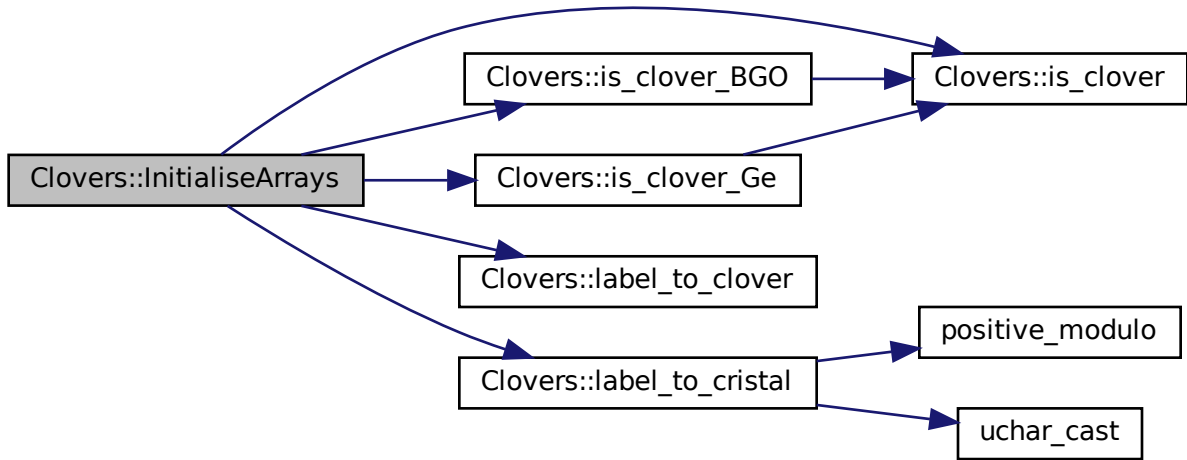 Clovers::InitialiseArrays
Clovers::is_clover_BGO
Clovers::is_clover
Clovers::is_clover_Ge
Clovers::label_to_clover
Clovers::label_to_cristal
positive_modulo
uchar_cast